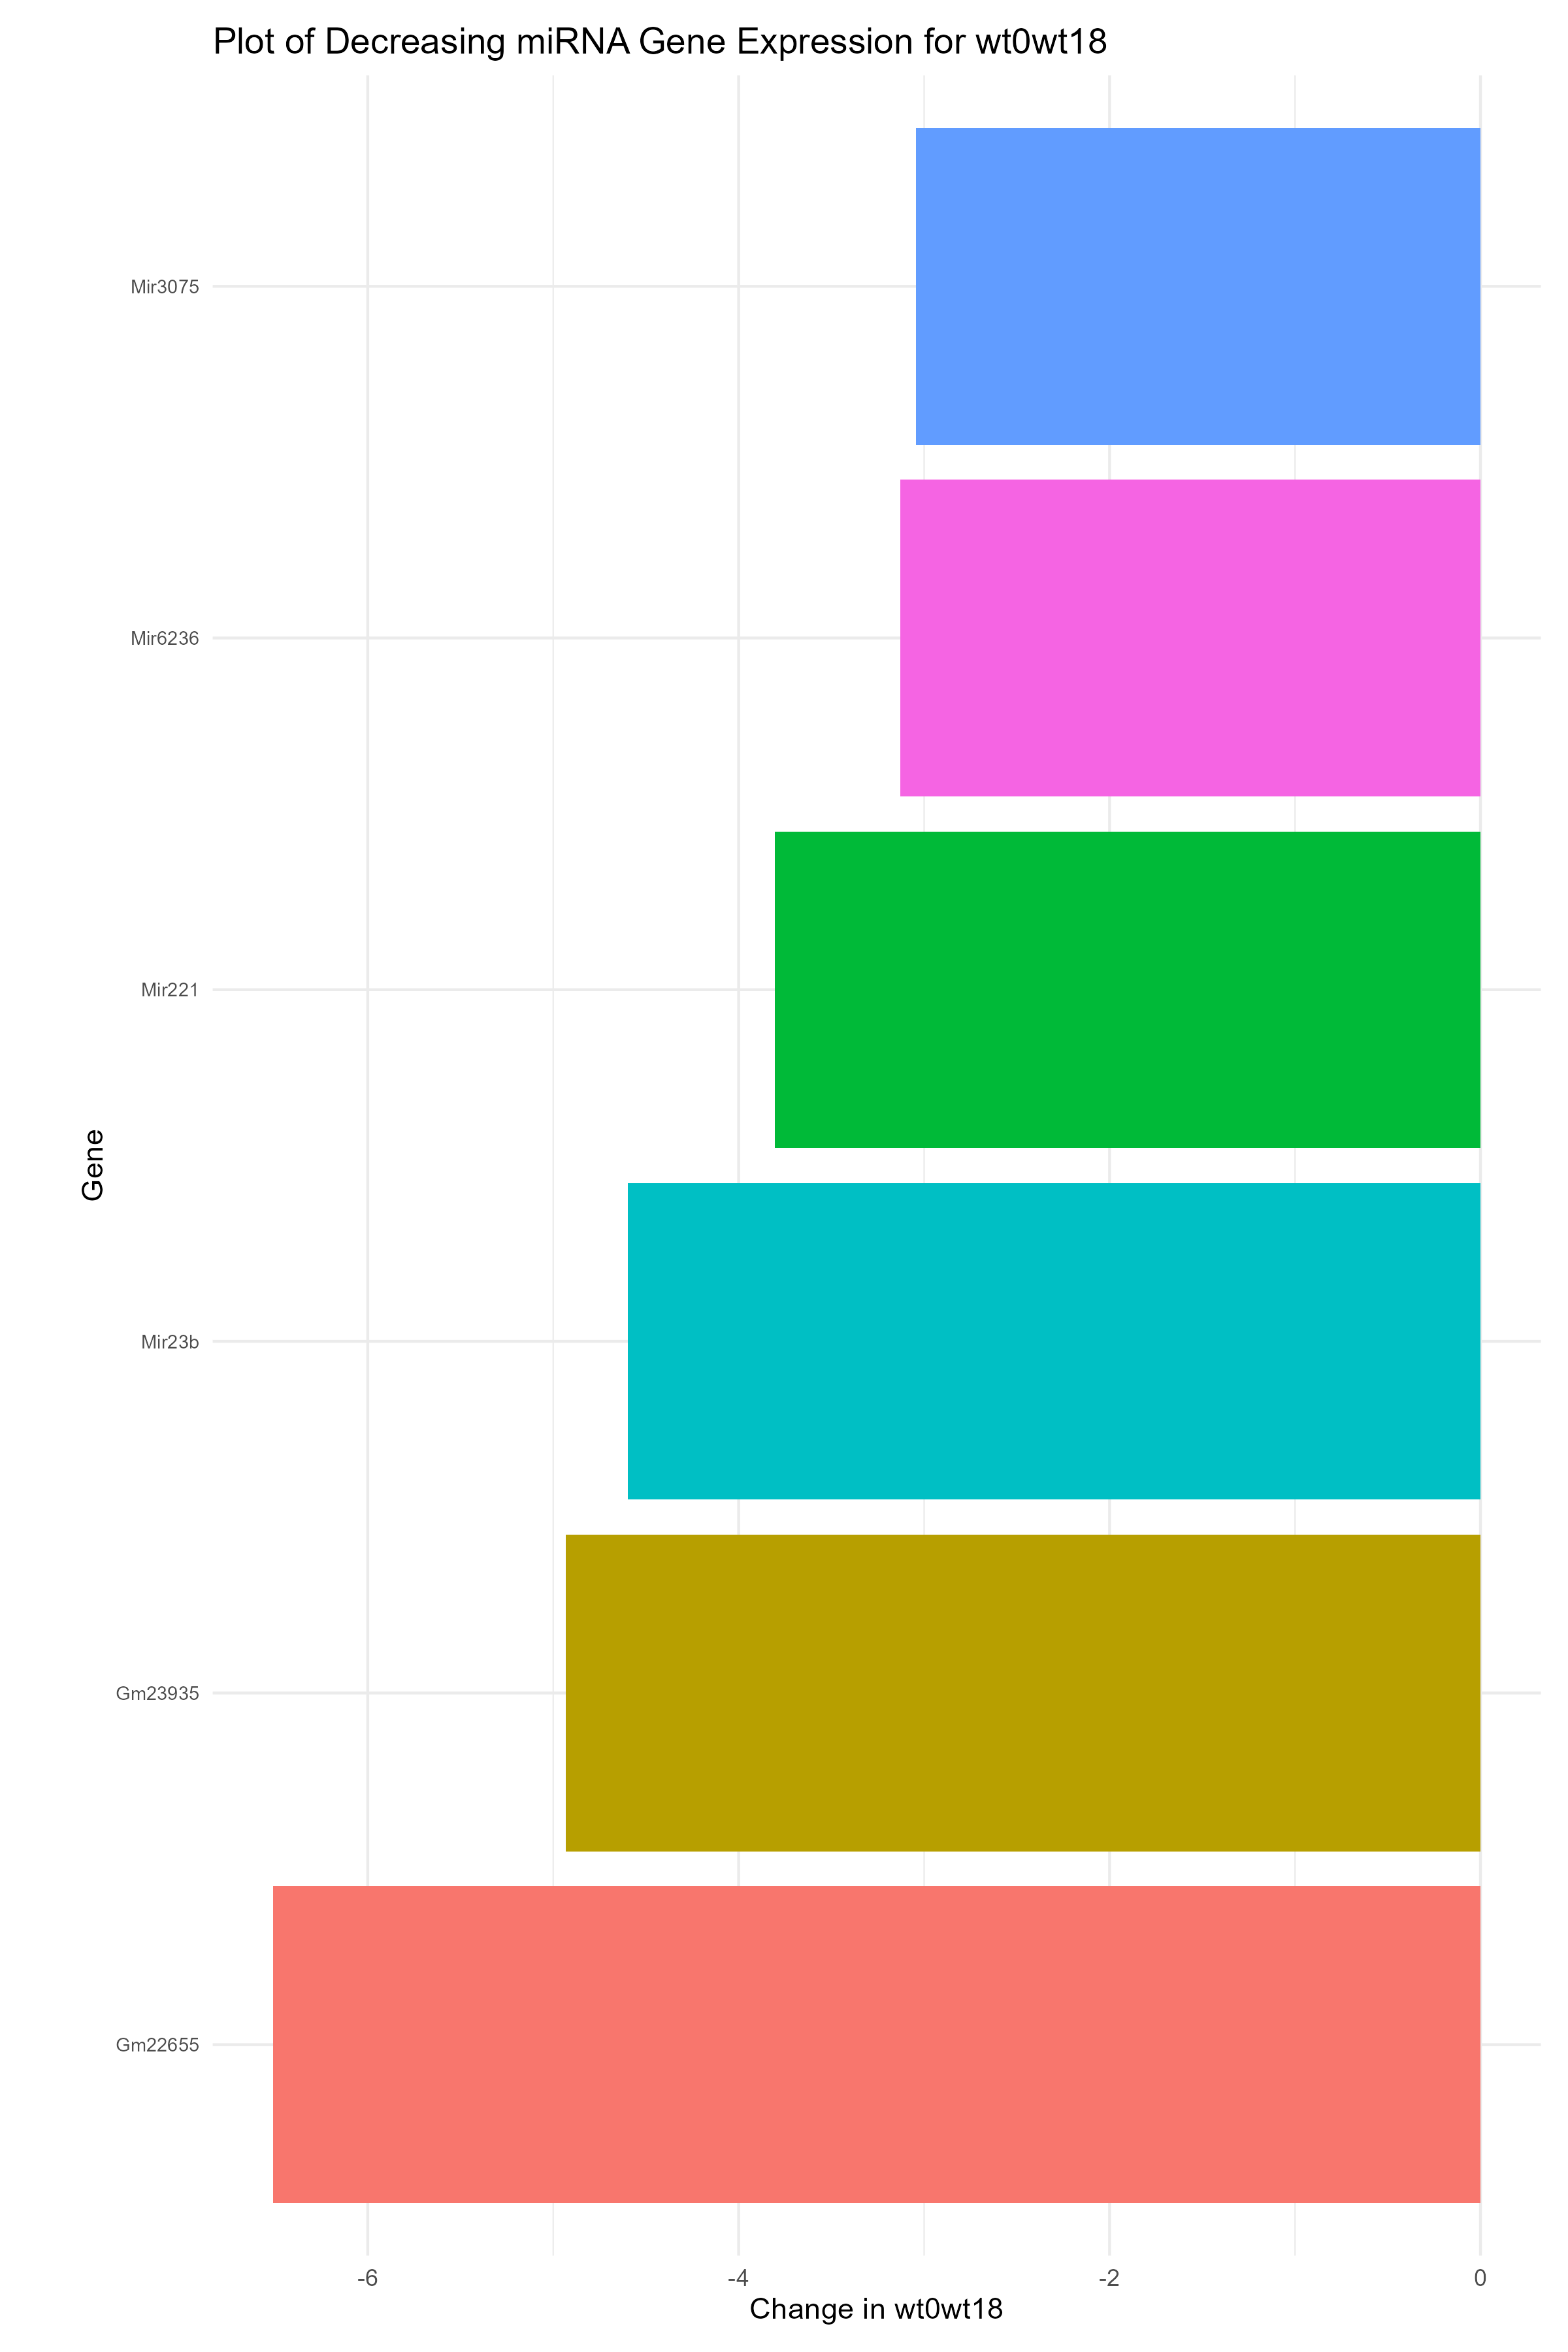 Plot of Decreasing miRNA Gene Expression for wt0wt18
Mir3075
Mir6236
Mir221
Gene
Mir23b
Gm23935
Gm22655
-6
-4
-2
0
Change in wt0wt18